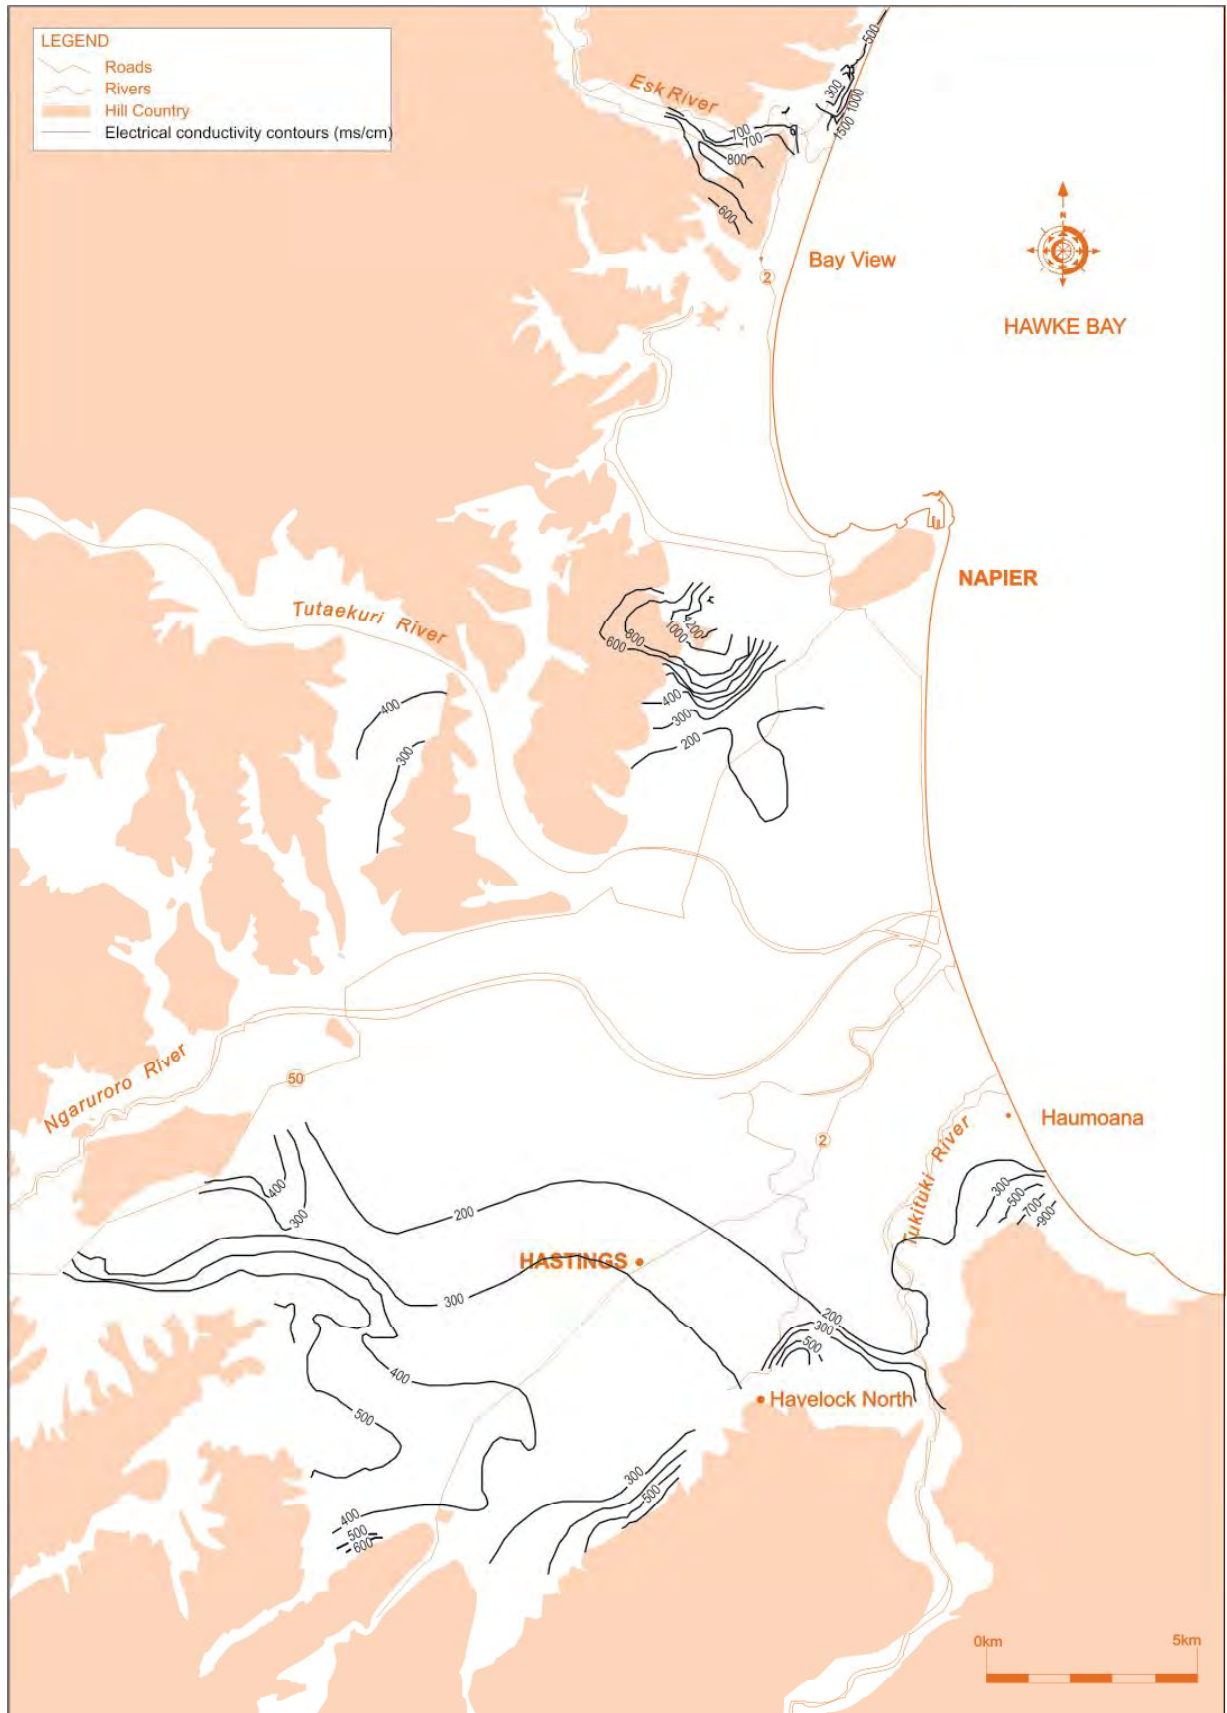 LEGEND
Roads
Rivers
Hill Country
Electrical conductivity contours (ms/cm)
500
300
1000
1500
Esk River
700
700
800
600
Bay View
2
N
HAWKE BAY
NAPIER
Tutaekuri River
1200
1000
800
600
400
300
200
400
300
Ngaruroro River
50
2
Haumoana
Tukituki River
300
500
700
900
400
300
200
HASTINGS
300
200
300
500
Havelock North
400
500
300
500
400
500
600
0km
5km